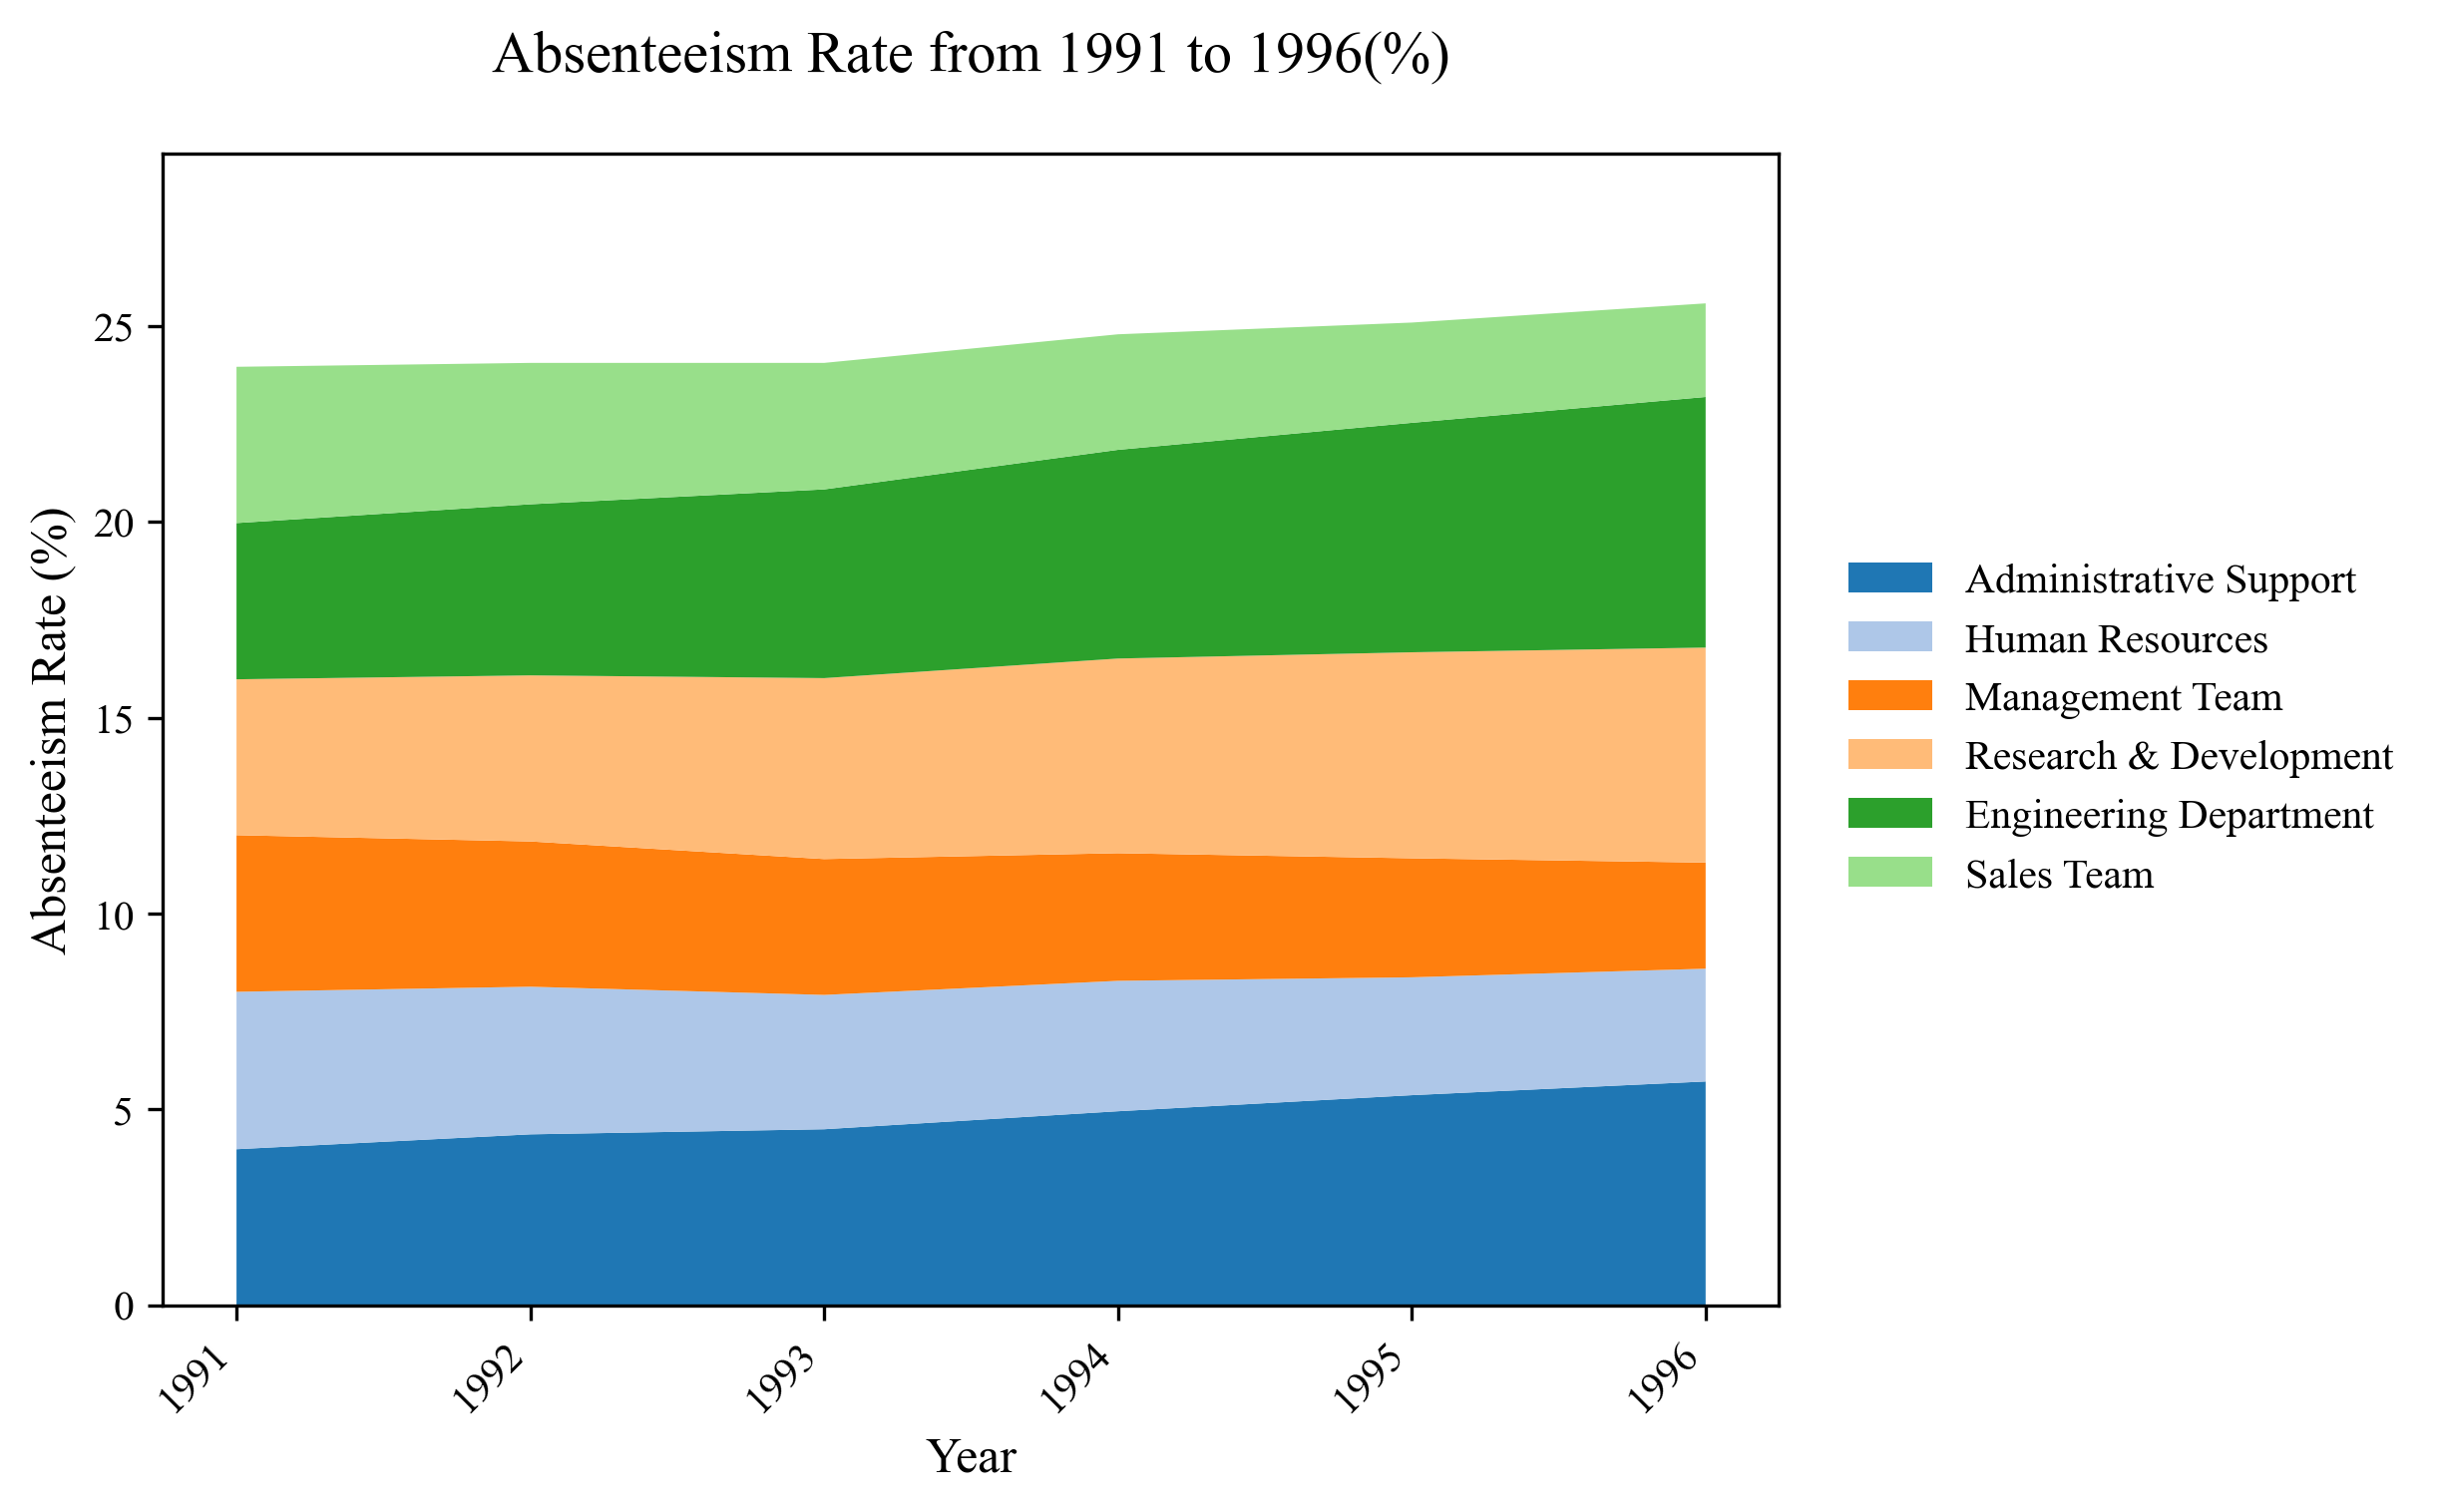 Absenteeism Rate from 1991 to 1996(%)
Absenteeism Rate (%)
25
20
15
10
5
0
1991
1992
1993
1994
1995
1996
Year
Administrative Support
Human Resources
Management Team
Research & Development
Engineering Department
Sales Team